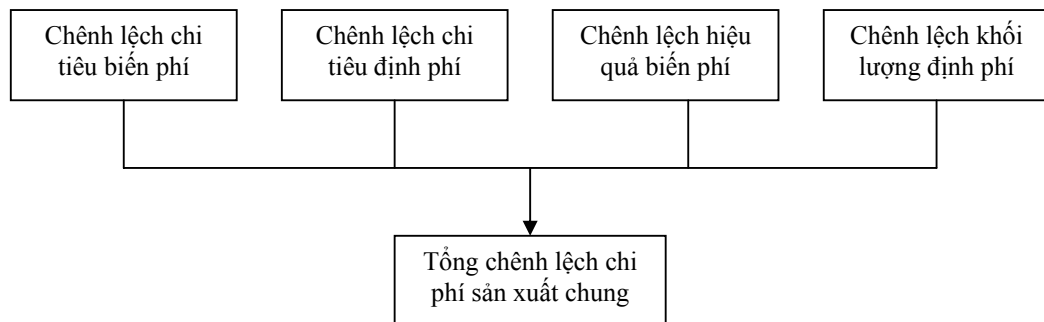 Chênh lệch chi
tiêu biến phí
Chênh lệch chi
tiêu định phí
Chênh lệch hiệu
quả biến phí
Chênh lệch khối
lượng định phí
Tổng chênh lệch chi
phí sản xuất chung